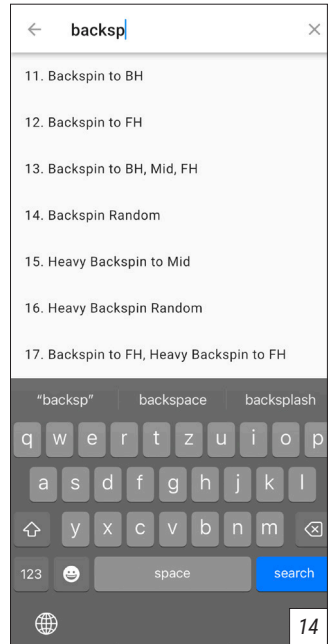 backsp
11. Backspin to BH
12. Backspin to FH
13. Backspin to BH, Mid, FH
14. Backspin Random
15. Heavy Backspin to Mid
16. Heavy Backspin Random
17. Backspin to FH, Heavy Backspin to FH
“backsp” backspace backsplash
q w e r t z u i o p
a s d f g h j k l
y x c v b n m
123 space search
14